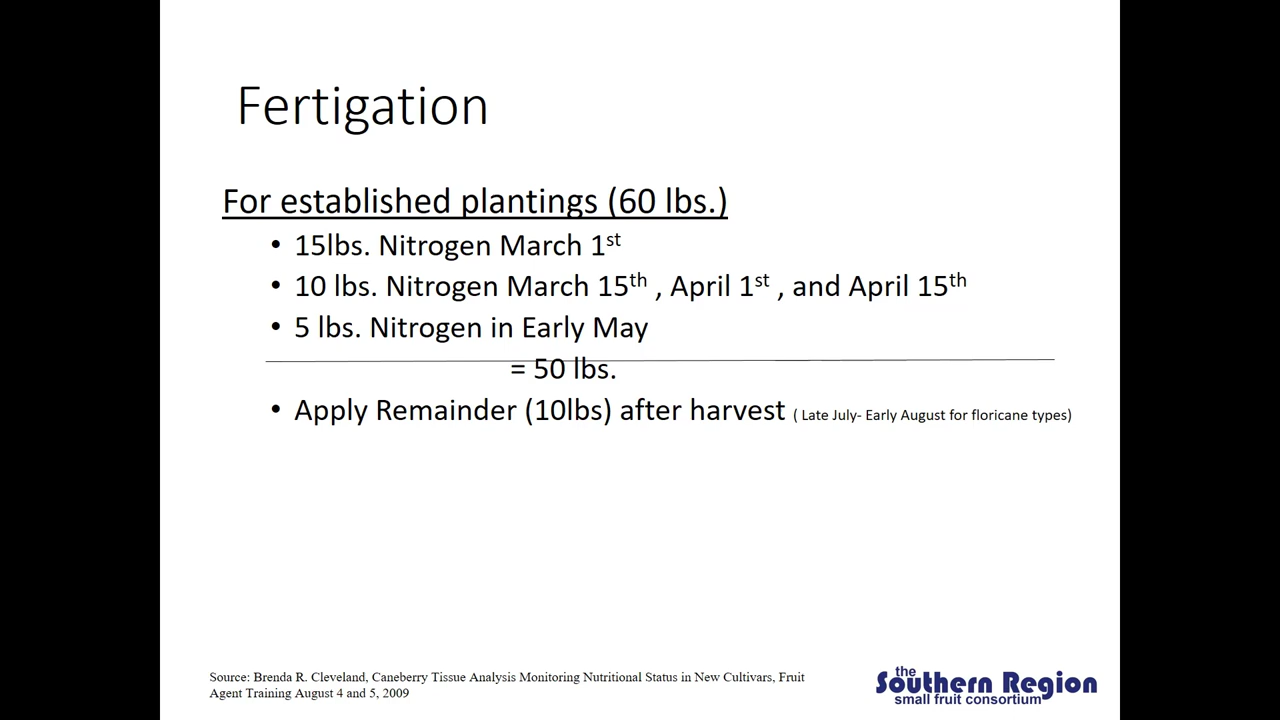 Fertigation
For established plantings (60 lbs.)
• 15lbs. Nitrogen March 1st
• 10 lbs. Nitrogen March 15th , April 1st , and April 15th
• 5 lbs. Nitrogen in Early May
= 50 lbs.
• Apply Remainder (10lbs) after harvest ( Late July- Early August for floricane types)
Source: Brenda R. Cleveland, Caneberry Tissue Analysis Monitoring Nutritional Status in New Cultivars, Fruit
Agent Training August 4 and 5, 2009
the
Southern Region
small fruit consortium